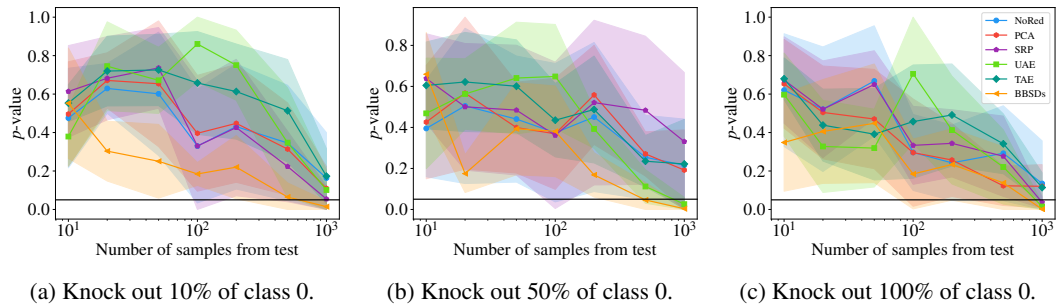 1.0
0.8
0.6
0.4
0.2
0.0
p-value
10¹ 10² 10³
Number of samples from test
0.8
0.6
0.4
0.2
0.0
p-value
10¹ 10² 10³
Number of samples from test
1.0
0.8
0.6
0.4
0.2
0.0
p-value
NoRed
PCA
SRP
UAE
TAE
BBSDs
10¹ 10² 10³
Number of samples from test
(a) Knock out 10% of class 0.
(b) Knock out 50% of class 0.
(c) Knock out 100% of class 0.